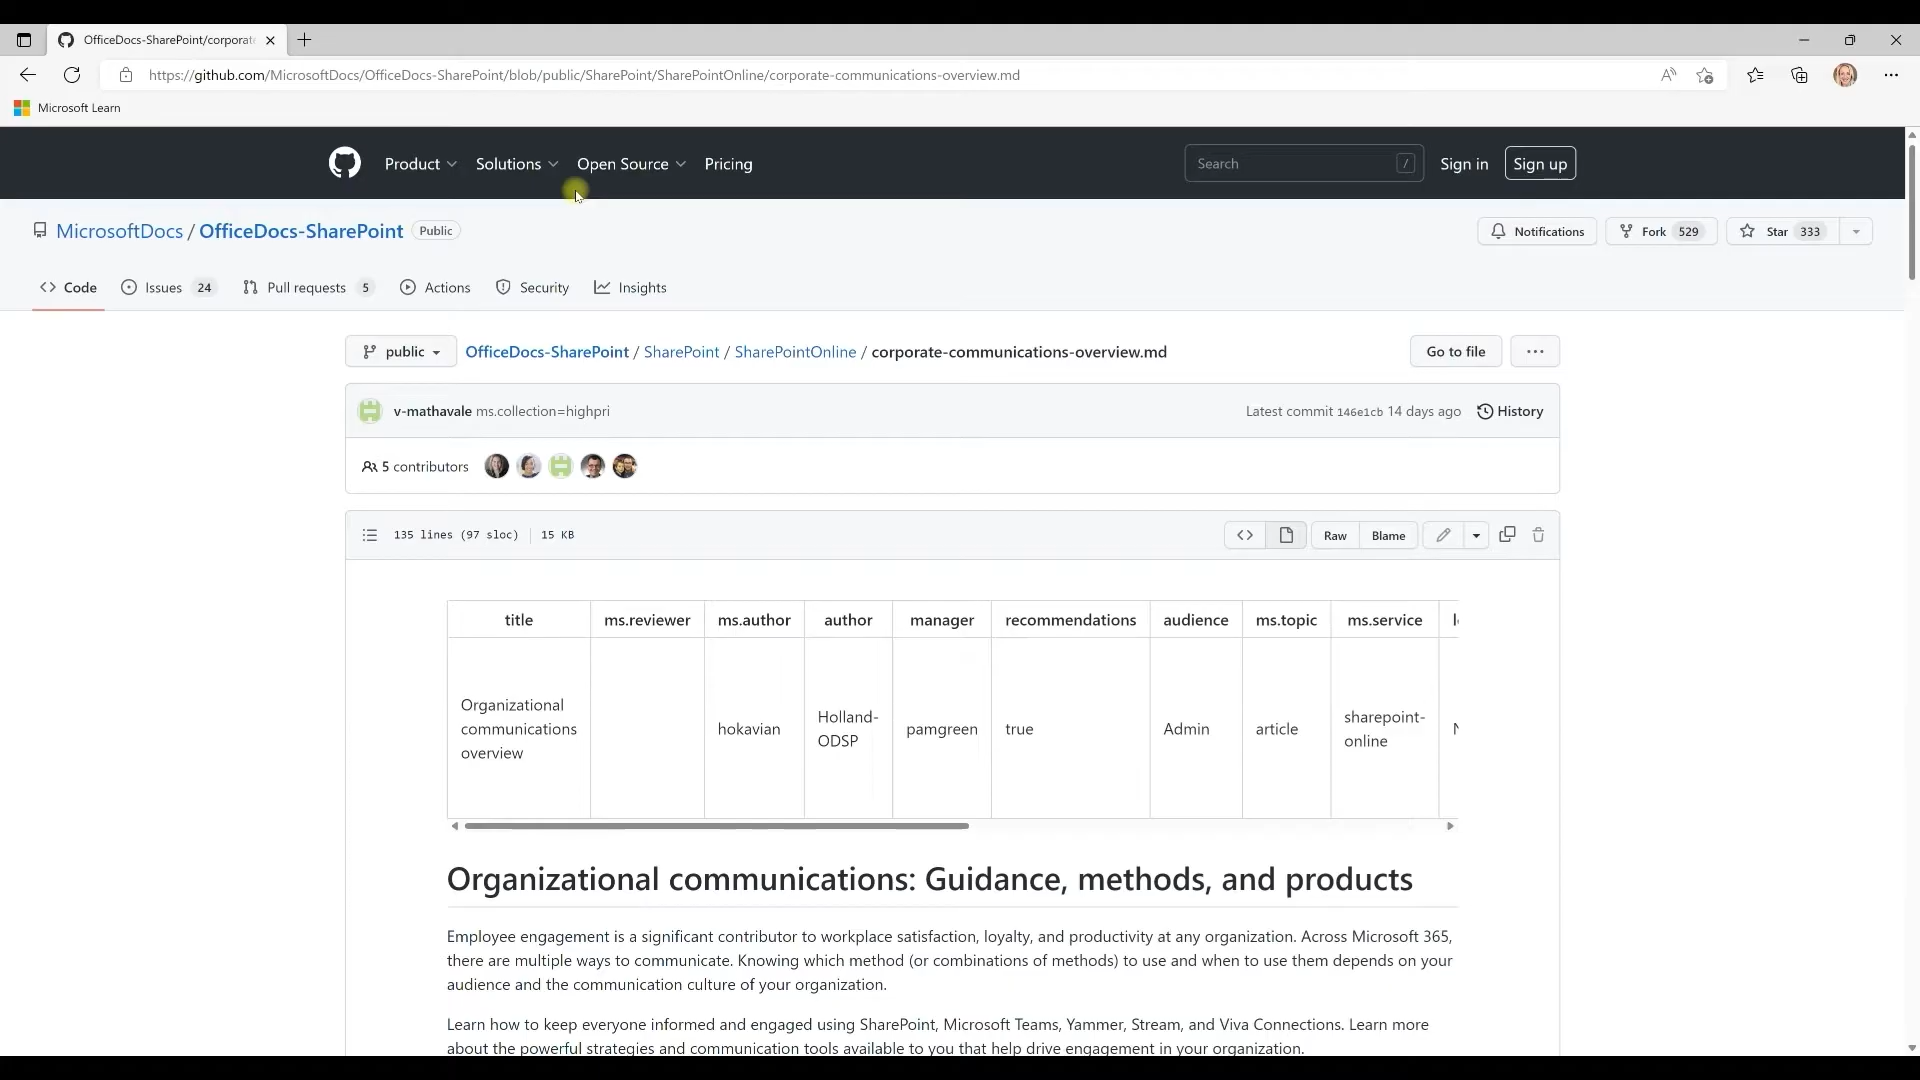 OfficeDocs-SharePoint/corporat
https://github.com/MicrosoftDocs/OfficeDocs-SharePoint/blob/public/SharePoint/SharePointOnline/corporate-communications-overview.md
Microsoft Learn
Product Solutions Open Source Pricing Search / Sign in Sign up
MicrosoftDocs / OfficeDocs-SharePoint Public Notifications Fork 529 Star 333
Code Issues 24 Pull requests 5 Actions Security Insights
public OfficeDocs-SharePoint / SharePoint / SharePointOnline / corporate-communications-overview.md Go to file ...
v-mathavale ms.collection=highpri Latest commit 146e1cb 14 days ago History
5 contributors
135 lines (97 sloc) 15 KB Raw Blame
title ms.reviewer ms.author author manager recommendations audience ms.topic ms.service
Organizational
communications
overview
hokavian
Holland-
ODSP
pamgreen
true
Admin
article
sharepoint-
online
Organizational communications: Guidance, methods, and products
Employee engagement is a significant contributor to workplace satisfaction, loyalty, and productivity at any organization. Across Microsoft 365,
there are multiple ways to communicate. Knowing which method (or combinations of methods) to use and when to use them depends on your
audience and the communication culture of your organization.
Learn how to keep everyone informed and engaged using SharePoint, Microsoft Teams, Yammer, Stream, and Viva Connections. Learn more
about the powerful strategies and communication tools available to you that help drive engagement in your organization.